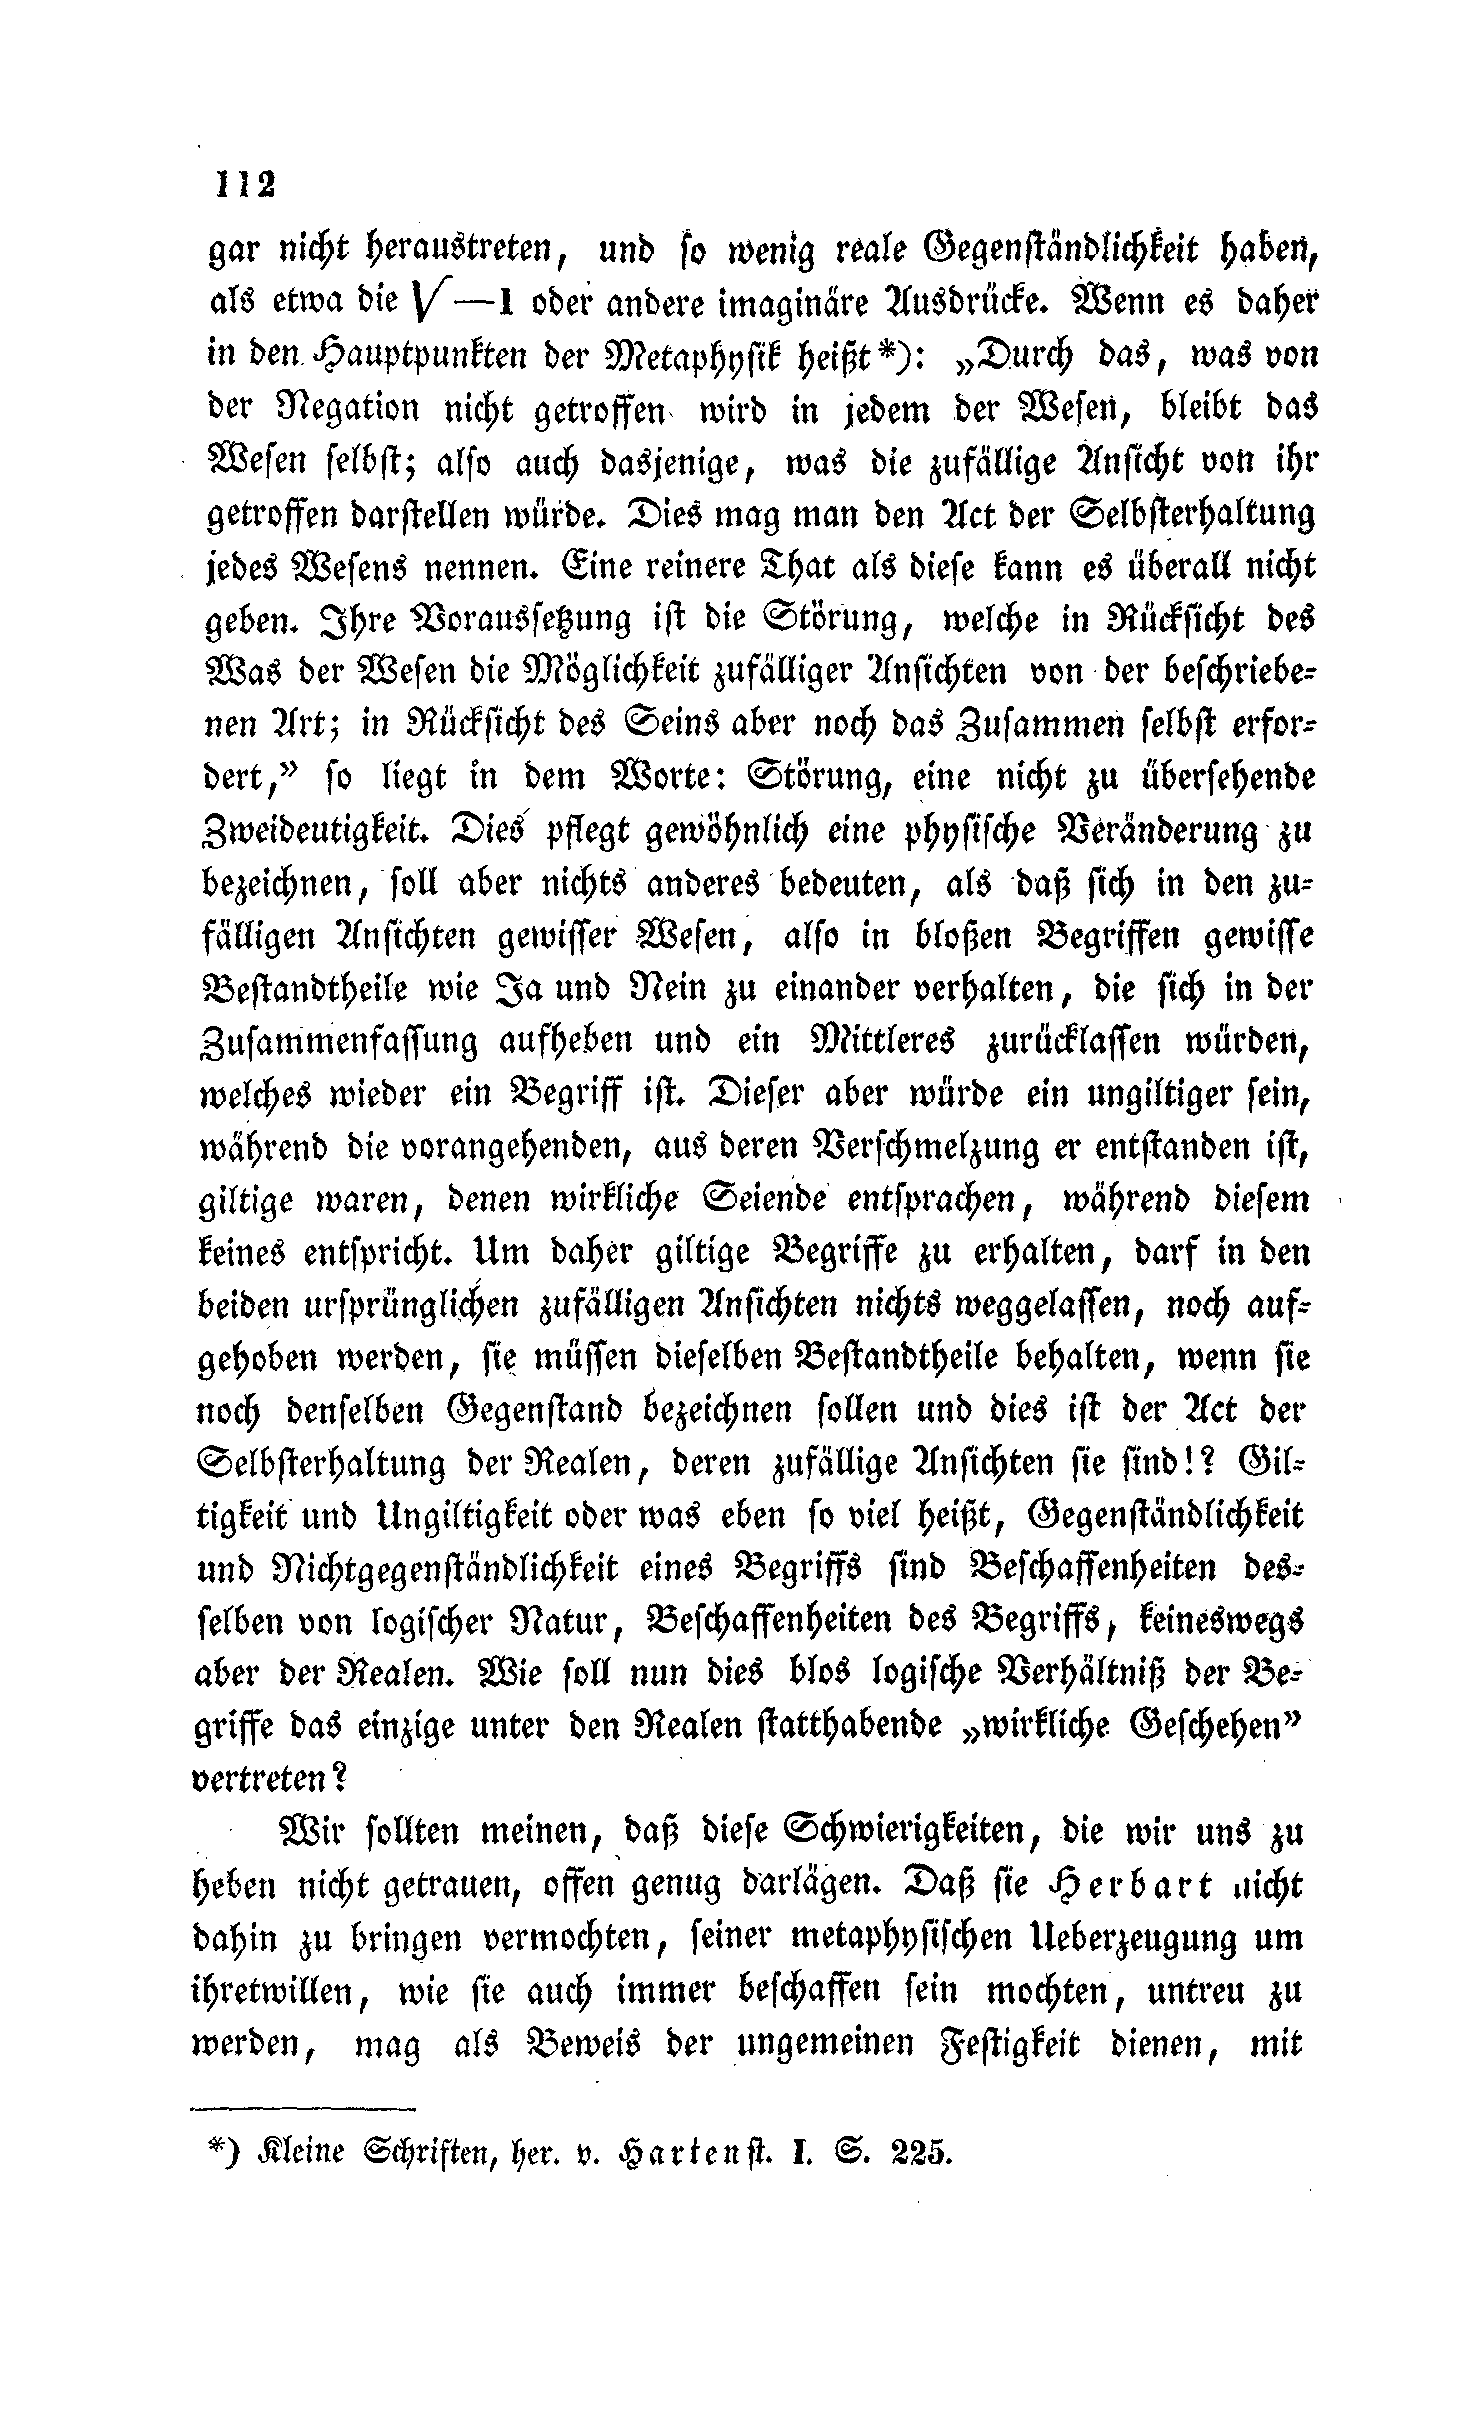 112
gar nicht heraustreten, und so wenig reale Gegenständlichkeit haben,
als etwa die √—1 oder andere imaginäre Ausdrücke. Wenn es daher
in den Hauptpunkten der Metaphysik heißt*): „Durch das, was von
der Negation nicht getroffen wird in jedem der Wesen, bleibt das
Wesen selbst; also auch dasjenige, was die zufällige Ansicht von ihr
getroffen darstellen würde. Dies mag man den Act der Selbsterhaltung
jedes Wesens nennen. Eine reinere That als diese kann es überall nicht
geben. Ihre Voraussetzung ist die Störung, welche in Rücksicht des
Was der Wesen die Möglichkeit zufälliger Ansichten von der beschriebe-
nen Art; in Rücksicht des Seins aber noch das Zusammen selbst erfor-
dert,” so liegt in dem Worte: Störung, eine nicht zu übersehende
Zweideutigkeit. Dies pflegt gewöhnlich eine physische Veränderung zu
bezeichnen, soll aber nichts anderes bedeuten, als daß sich in den zu-
fälligen Ansichten gewisser Wesen, also in bloßen Begriffen gewisse
Bestandtheile wie Ja und Nein zu einander verhalten, die sich in der
Zusammenfassung aufheben und ein Mittleres zurücklassen würden,
welches wieder ein Begriff ist. Dieser aber würde ein ungiltiger sein,
während die vorangehenden, aus deren Verschmelzung er entstanden ist,
giltige waren, denen wirkliche Seiende entsprachen, während diesem
keines entspricht. Um daher giltige Begriffe zu erhalten, darf in den
beiden ursprünglichen zufälligen Ansichten nichts weggelassen, noch auf-
gehoben werden, sie müssen dieselben Bestandtheile behalten, wenn sie
noch denselben Gegenstand bezeichnen sollen und dies ist der Act der
Selbsterhaltung der Realen, deren zufällige Ansichten sie sind!? Gil-
tigkeit und Ungiltigkeit oder was eben so viel heißt, Gegenständlichkeit
und Nichtgegenständlichkeit eines Begriffs sind Beschaffenheiten des-
selben von logischer Natur, Beschaffenheiten des Begriffs, keineswegs
aber der Realen. Wie soll nun dies blos logische Verhältniß der Be-
griffe das einzige unter den Realen statthabende „wirkliche Geschehen”
vertreten?
Wir sollten meinen, daß diese Schwierigkeiten, die wir uns zu
heben nicht getrauen, offen genug darlägen. Daß sie Herbart nicht
dahin zu bringen vermochten, seiner metaphysischen Ueberzeugung um
ihretwillen, wie sie auch immer beschaffen sein mochten, untreu zu
werden, mag als Beweis der ungemeinen Festigkeit dienen, mit
*) Kleine Schriften, her. v. Hartenst. I. S. 225.